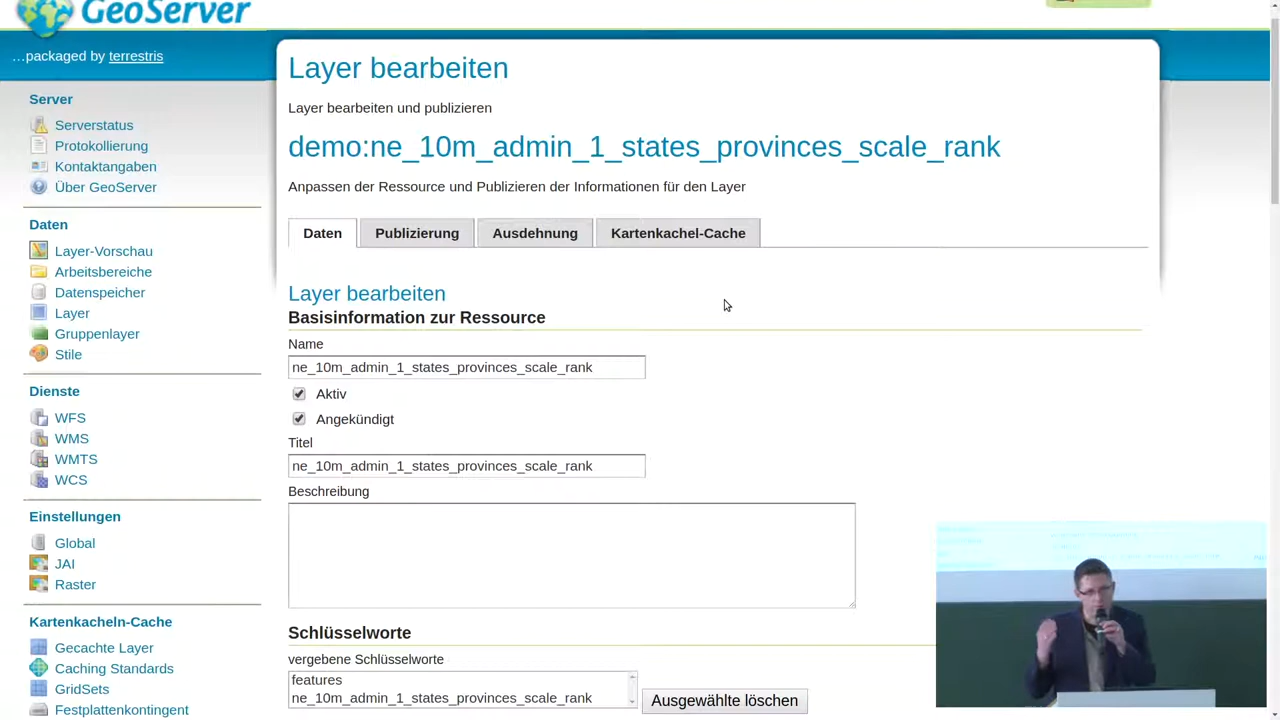 GeoServer
...packaged by terrestris
Server
Serverstatus
Protokollierung
Kontaktangaben
Über GeoServer
Daten
Layer-Vorschau
Arbeitsbereiche
Datenspeicher
Layer
Gruppenlayer
Stile
Dienste
WFS
WMS
WMTS
WCS
Einstellungen
Global
JAI
Raster
Kartenkacheln-Cache
Gecachte Layer
Caching Standards
GridSets
Festplattenkontingent
Layer bearbeiten
Layer bearbeiten und publizieren
demo:ne_10m_admin_1_states_provinces_scale_rank
Anpassen der Ressource und Publizieren der Informationen für den Layer
Daten Publizierung Ausdehnung Kartenkachel-Cache
Layer bearbeiten
Basisinformation zur Ressource
Name
ne_10m_admin_1_states_provinces_scale_rank
Aktiv
Angekündigt
Titel
ne_10m_admin_1_states_provinces_scale_rank
Beschreibung
Schlüsselworte
vergebene Schlüsselworte
features
ne_10m_admin_1_states_provinces_scale_rank
Ausgewählte löschen